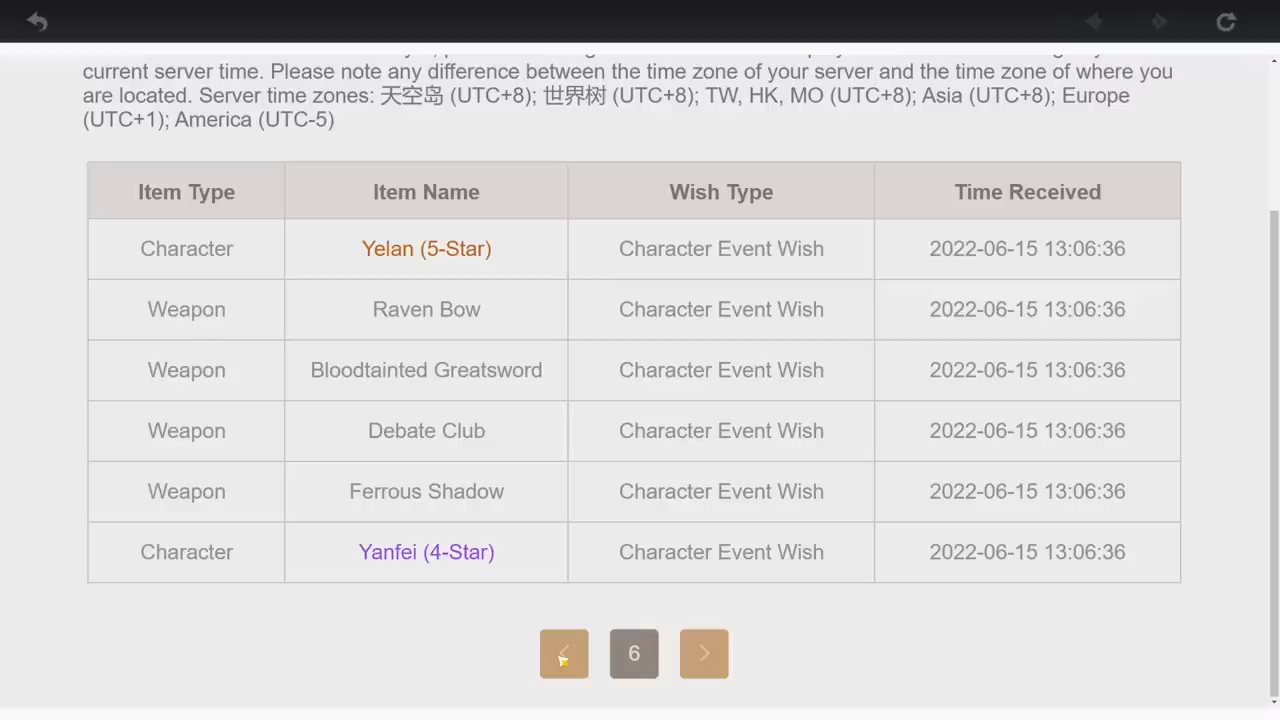 current server time. Please note any difference between the time zone of your server and the time zone of where you
are located. Server time zones: 天空岛 (UTC+8); 世界树 (UTC+8); TW, HK, MO (UTC+8); Asia (UTC+8); Europe
(UTC+1); America (UTC-5)
Item Type Item Name Wish Type Time Received
Character Yelan (5-Star) Character Event Wish 2022-06-15 13:06:36
Weapon Raven Bow Character Event Wish 2022-06-15 13:06:36
Weapon Bloodtainted Greatsword Character Event Wish 2022-06-15 13:06:36
Weapon Debate Club Character Event Wish 2022-06-15 13:06:36
Weapon Ferrous Shadow Character Event Wish 2022-06-15 13:06:36
Character Yanfei (4-Star) Character Event Wish 2022-06-15 13:06:36
6